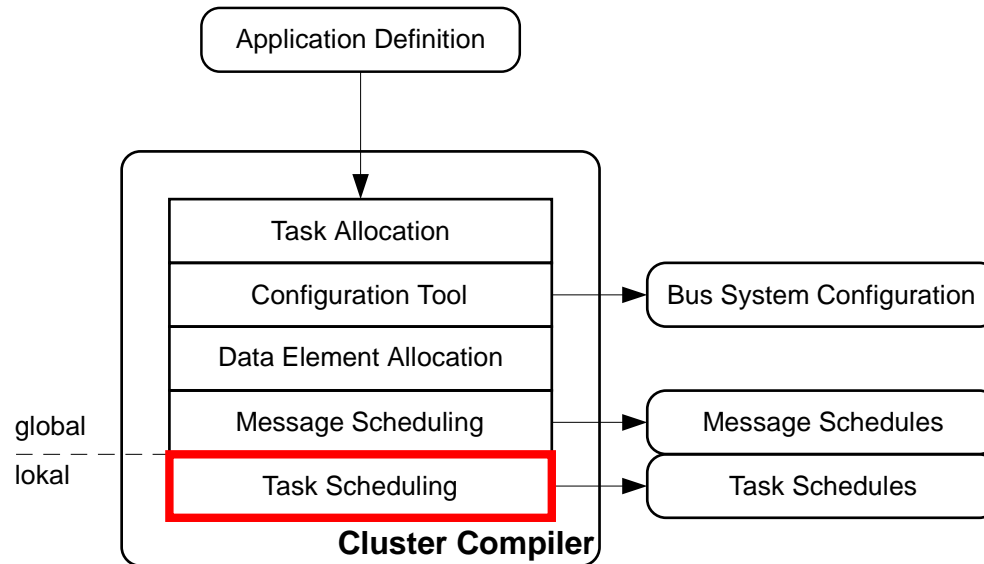 Application Definition
Task Allocation
Configuration Tool
Bus System Configuration
Data Element Allocation
global
Message Scheduling
Message Schedules
lokal
Task Scheduling
Task Schedules
Cluster Compiler